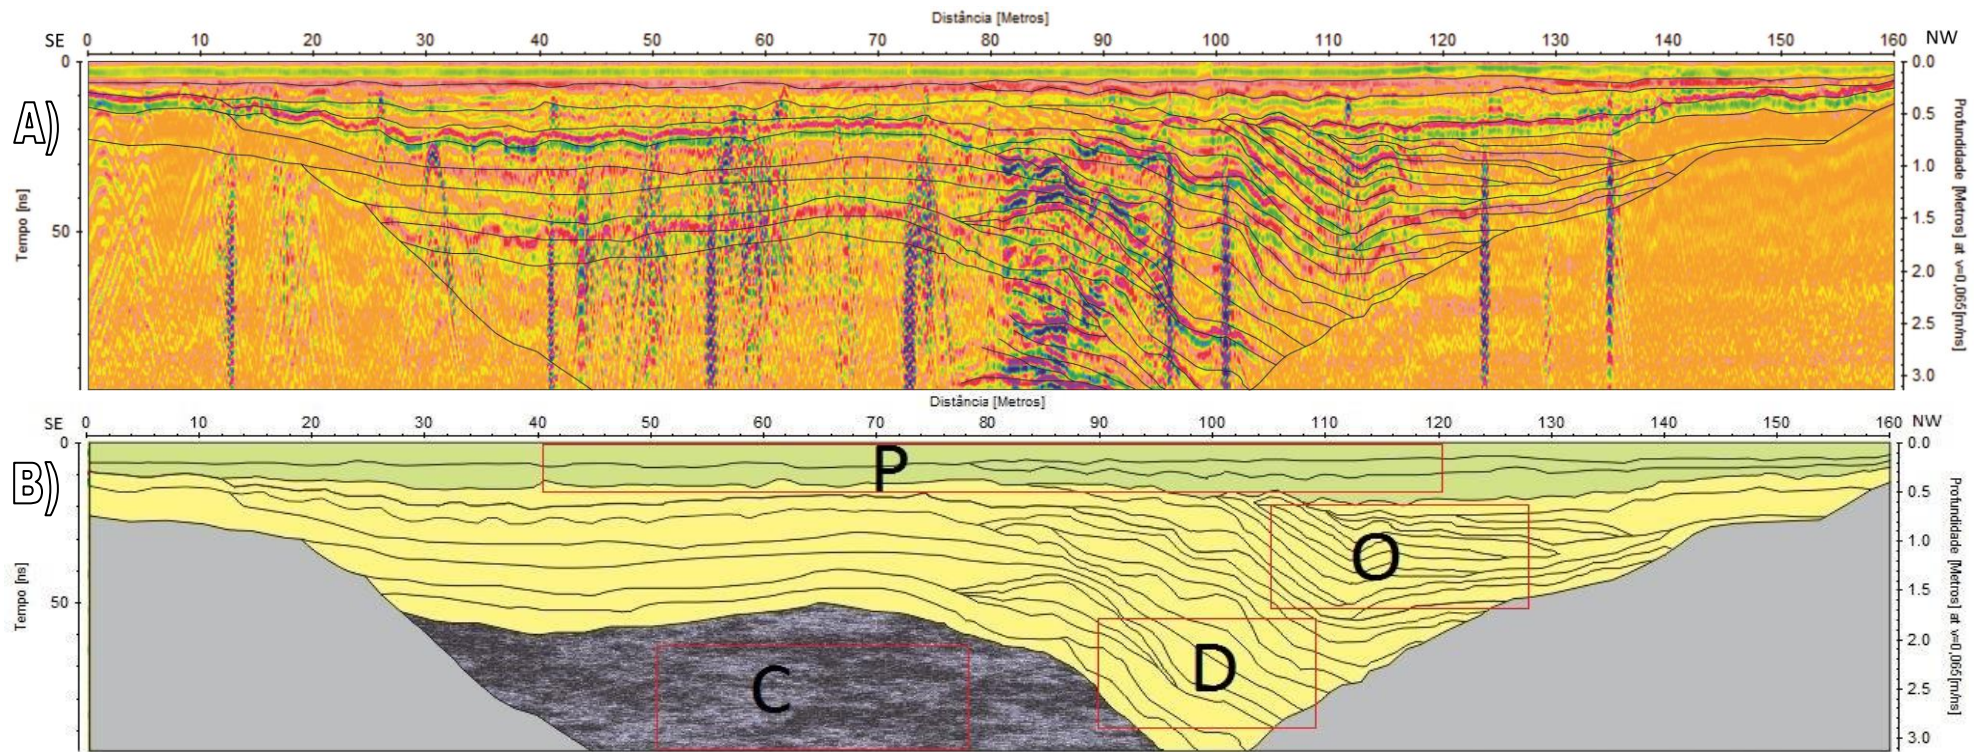 Distância [Metros]
SE 0 10 20 30 40 50 60 70 80 90 100 110 120 130 140 150 160 NW
A)
Tempo [ns]
0
50
0.0
0.5
1.0
1.5
2.0
2.5
3.0
Profundidade [Metros] at v=0,065[m/ns]
Distância [Metros]
SE 0 10 20 30 40 50 60 70 80 90 100 110 120 130 140 150 160 NW
B)
Tempo [ns]
0
50
P
O
D
C
0.0
0.5
1.0
1.5
2.0
2.5
3.0
Profundidade [Metros] at v=0,065[m/ns]